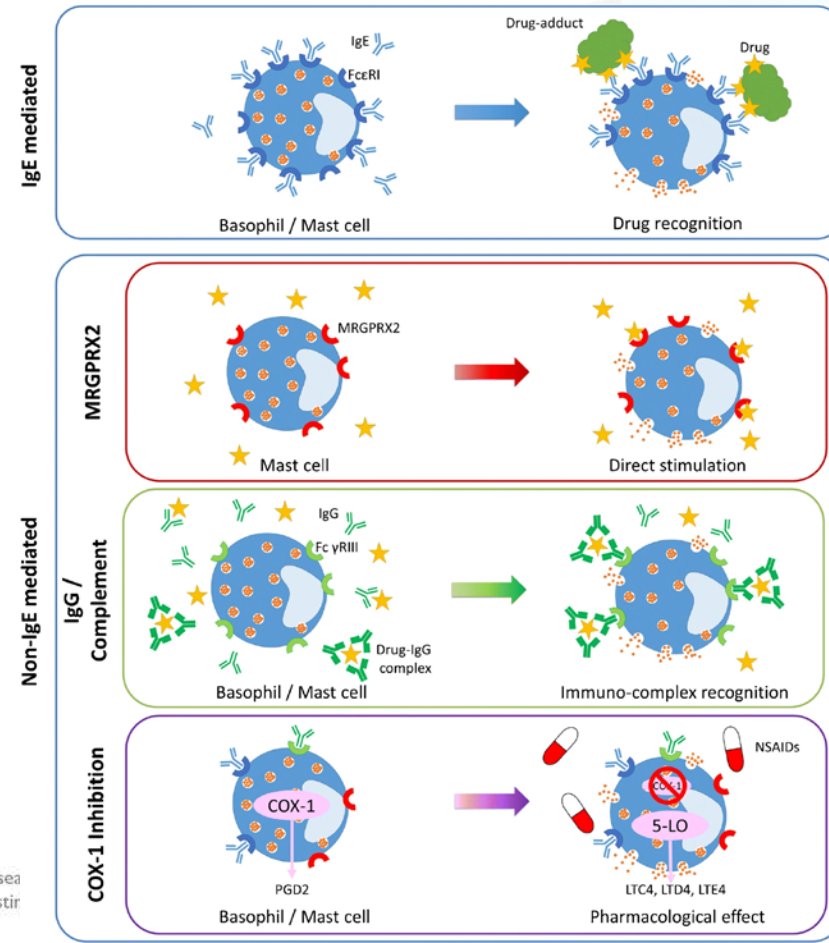 IgE mediated
IgE
FcεRI
Basophil / Mast cell
Drug-adduct
Drug
Drug recognition
Non-IgE mediated
MRGPRX2
MRGPRX2
Mast cell
Direct stimulation
IgG /
Complement
IgG
Fc γRIII
Drug-IgG
complex
Basophil / Mast cell
Immuno-complex recognition
COX-1 Inhibition
COX-1
PGD2
Basophil / Mast cell
NSAIDs
COX-1
5-LO
LTC4, LTD4, LTE4
Pharmacological effect